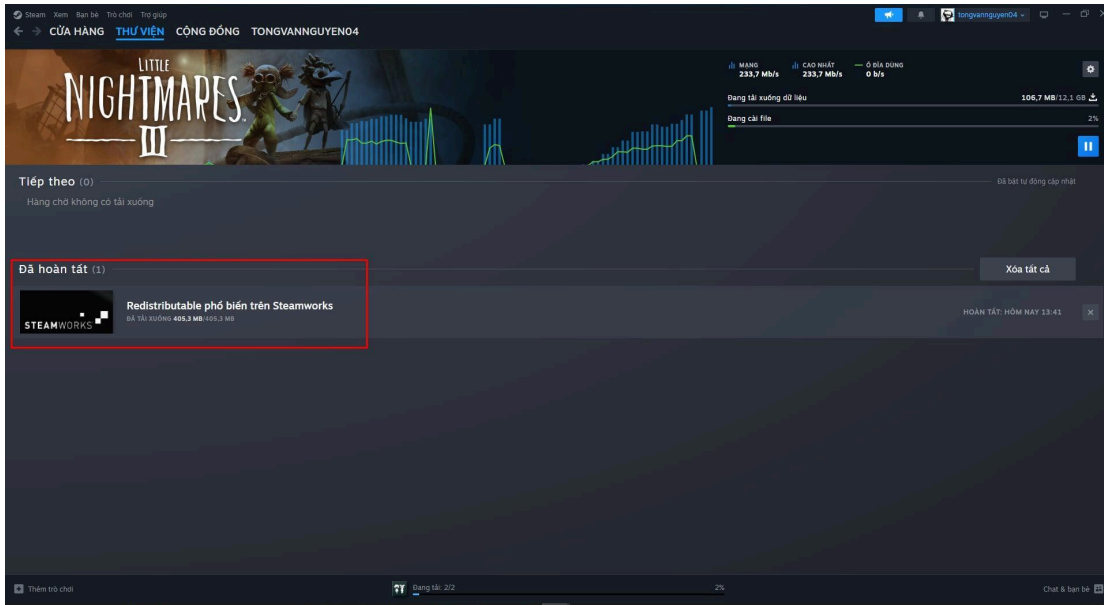 Steam Xem Bạn bè Trò chơi Trợ giúp
tongvannguyen04
CỬA HÀNG THƯ VIỆN CỘNG ĐỒNG TONGVANNGUYEN04
LITTLE
NIGHTMARES
III
MẠNG
233,7 Mb/s
CAO NHẤT
233,7 Mb/s
Ổ ĐĨA DÙNG
0 b/s
Đang tải xuống dữ liệu 106,7 MB/12,1 GB
Đang cài file 2%
Tiếp theo (0) Đã bật tự động cập nhật
Hàng chờ không có tải xuống
Đã hoàn tất (1) Xóa tất cả
STEAMWORKS
Redistributable phổ biến trên Steamworks
ĐÃ TẢI XUỐNG 405,3 MB/405,3 MB
HOÀN TẤT: HÔM NAY 13:41
Thêm trò chơi
Đang tải: 2/2 2%
Chat & bạn bè